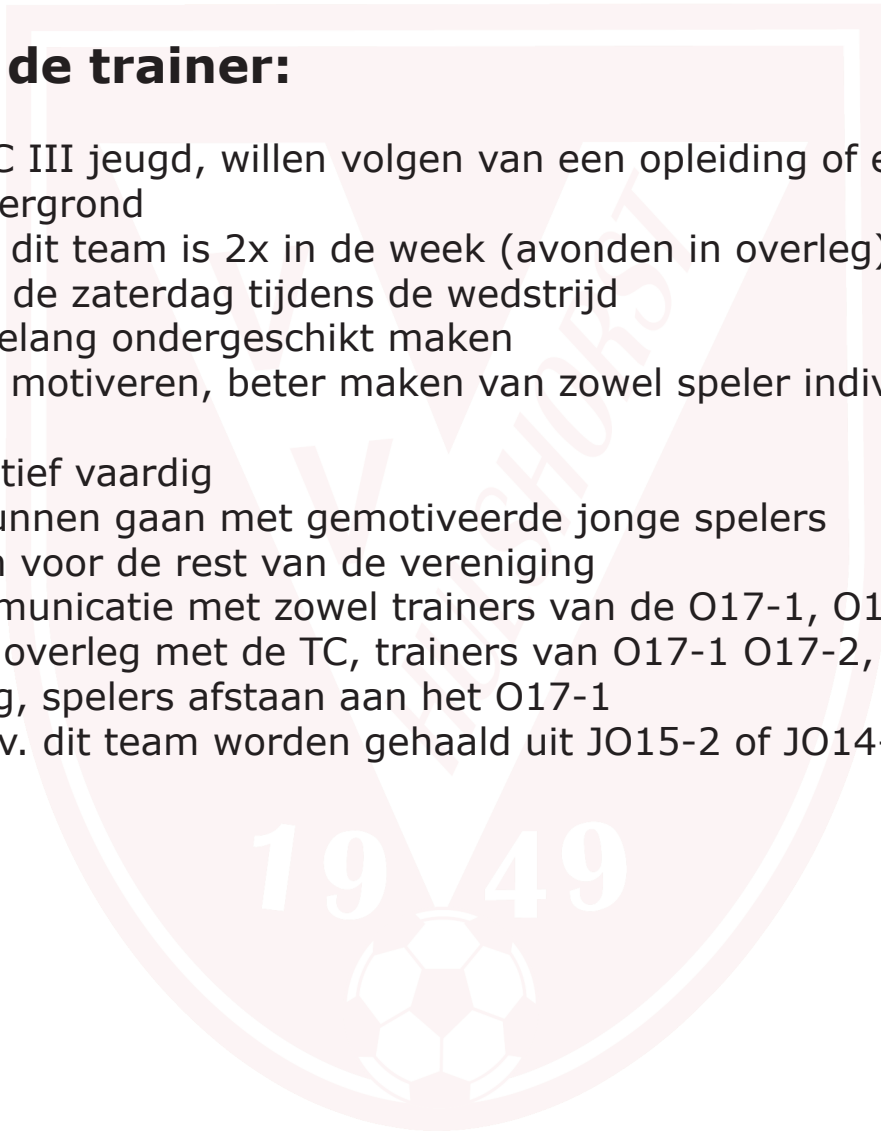 de trainer:
C III jeugd, willen volgen van een opleiding of e
ergrond
dit team is 2x in de week (avonden in overleg)
de zaterdag tijdens de wedstrijd
elang ondergeschikt maken
motiveren, beter maken van zowel speler indiv
tief vaardig
unnen gaan met gemotiveerde jonge spelers
n voor de rest van de vereniging
municatie met zowel trainers van de O17-1, O1
overleg met de TC, trainers van O17-1 O17-2,
g, spelers afstaan aan het O17-1
v. dit team worden gehaald uit JO15-2 of JO14-
VV
HULSHORST
19 49